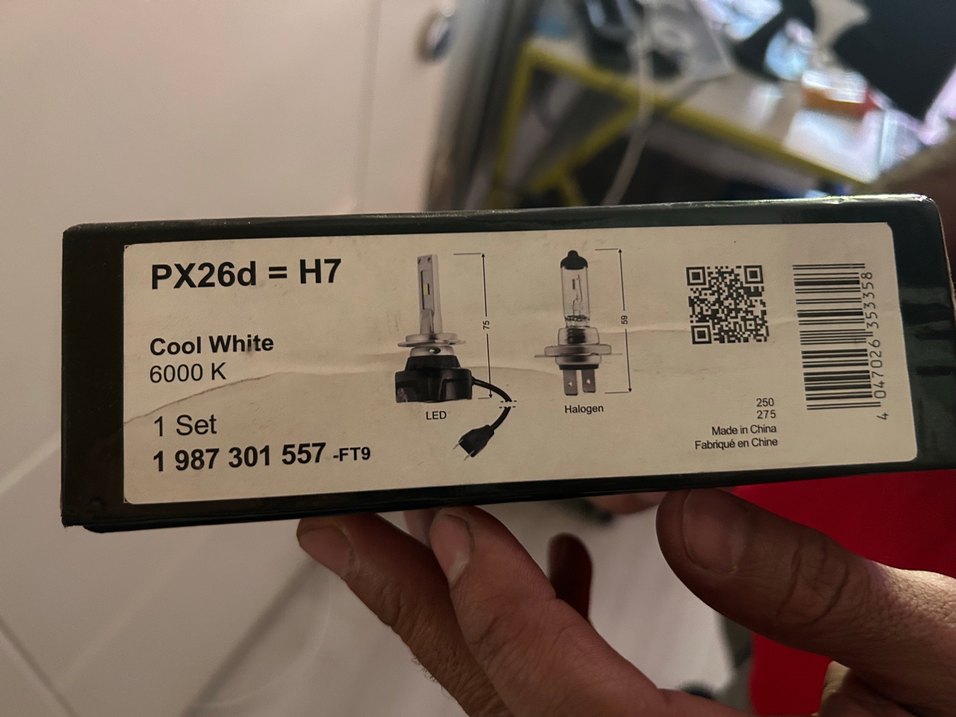 PX26d = H7
Cool White
6000 K
1 Set
1 987 301 557 -FT9
75
LED
59
Halogen
250
275
Made in China
Fabriqué en Chine
4 047026 353358